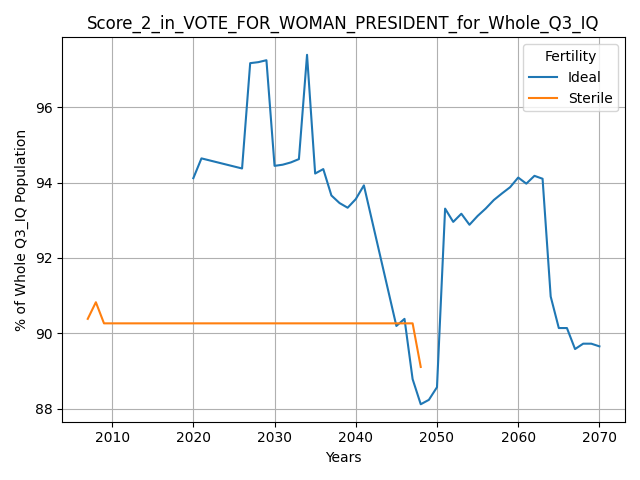 Score_2_in_VOTE_FOR_WOMAN_PRESIDENT_for_Whole_Q3_IQ
Fertility
Ideal
Sterile
% of Whole Q3_IQ Population
96
94
92
90
88
2010 2020 2030 2040 2050 2060 2070
Years